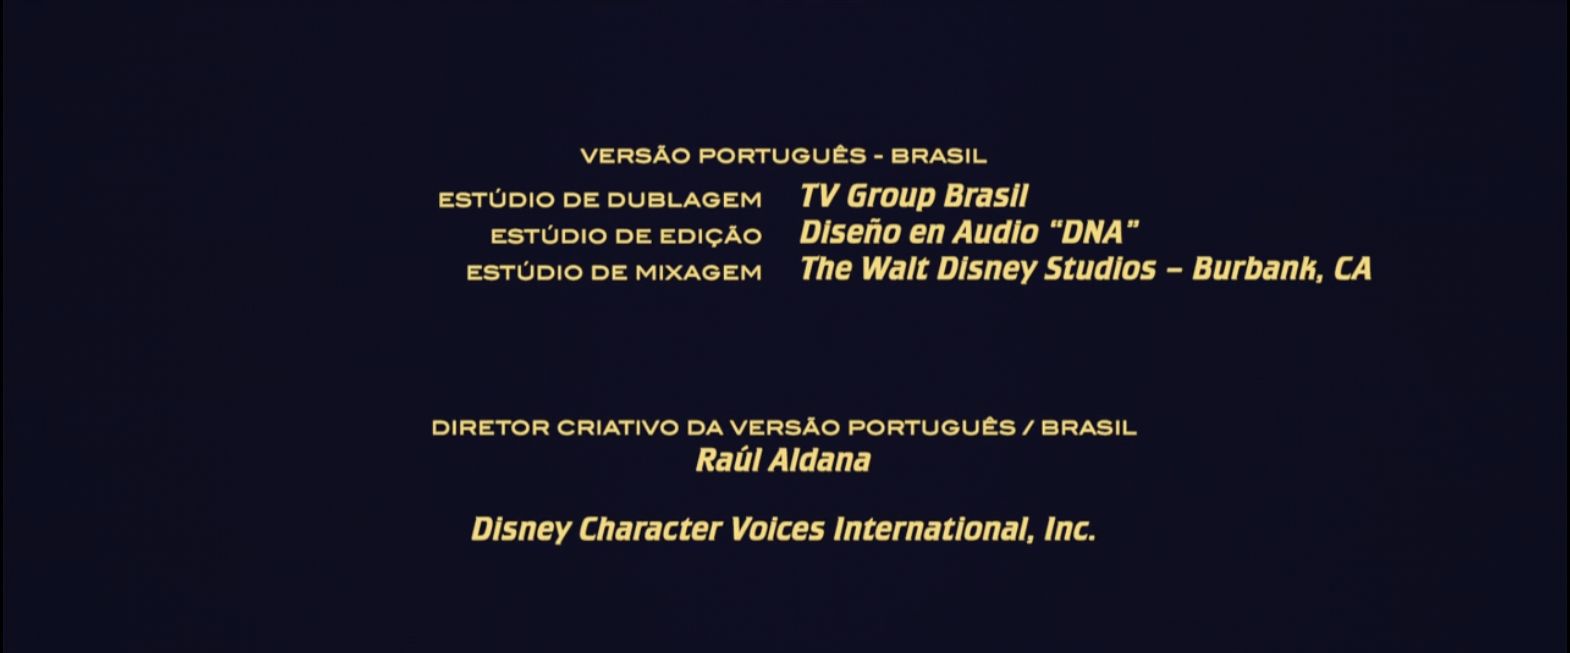 VERSÃO PORTUGUÊS - BRASIL
ESTÚDIO DE DUBLAGEM TV Group Brasil
ESTÚDIO DE EDIÇÃO Diseño en Audio “DNA”
ESTÚDIO DE MIXAGEM The Walt Disney Studios – Burbank, CA
DIRETOR CRIATIVO DA VERSÃO PORTUGUÊS / BRASIL
Raúl Aldana
Disney Character Voices International, Inc.